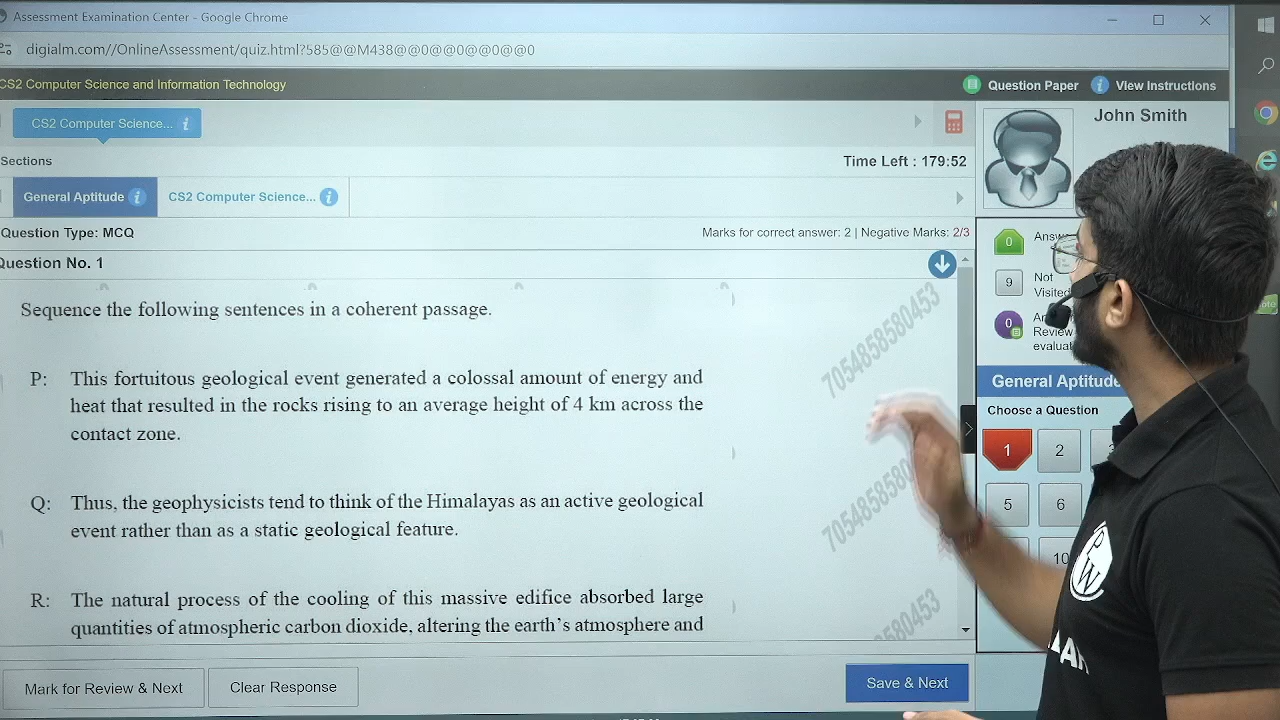 Assessment Examination Center - Google Chrome
digialm.com//OnlineAssessment/quiz.html?585@@M438@@0@@0@@0@@0
CS2 Computer Science and Information Technology
Question Paper
View Instructions
CS2 Computer Science...
John Smith
Sections
Time Left : 179:52
General Aptitude
CS2 Computer Science...
Question Type: MCQ
Marks for correct answer: 2 | Negative Marks: 2/3
Question No. 1
0
9
Not
Visited
0
Review
Sequence the following sentences in a coherent passage.
P: This fortuitous geological event generated a colossal amount of energy and
heat that resulted in the rocks rising to an average height of 4 km across the
contact zone.
Q: Thus, the geophysicists tend to think of the Himalayas as an active geological
event rather than as a static geological feature.
R: The natural process of the cooling of this massive edifice absorbed large
quantities of atmospheric carbon dioxide, altering the earth's atmosphere and
7054858580453
General Aptitude
Choose a Question
1 2
5 6
10
Mark for Review & Next
Clear Response
Save & Next
PW